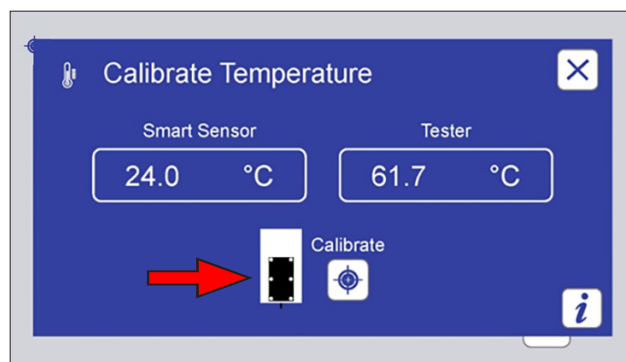 Calibrate Temperature
Smart Sensor
Tester
24.0 °C
61.7 °C
Calibrate
i